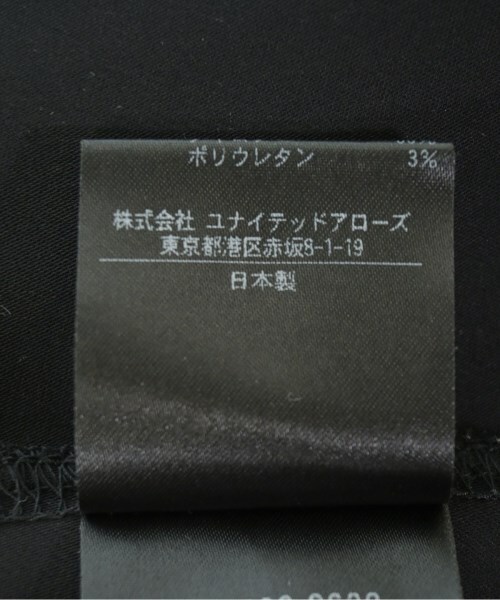 ポリウレタン 3%
株式会社 ユナイテッドアローズ
東京都港区赤坂8-1-19
日本製